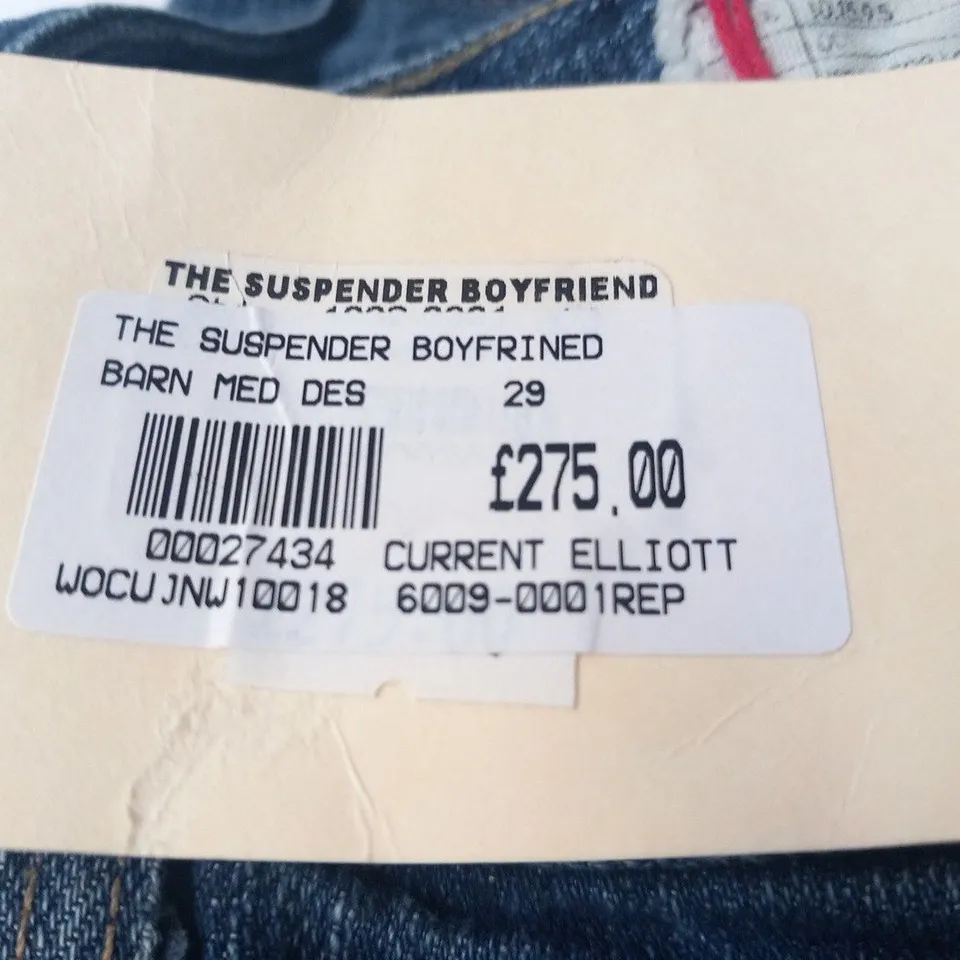 THE SUSPENDER BOYFRIEND
THE SUSPENDER BOYFRINED
BARN MED DES 29
£275.00
00027434 CURRENT ELLIOTT
WOCUJNW10018 6009-0001REP